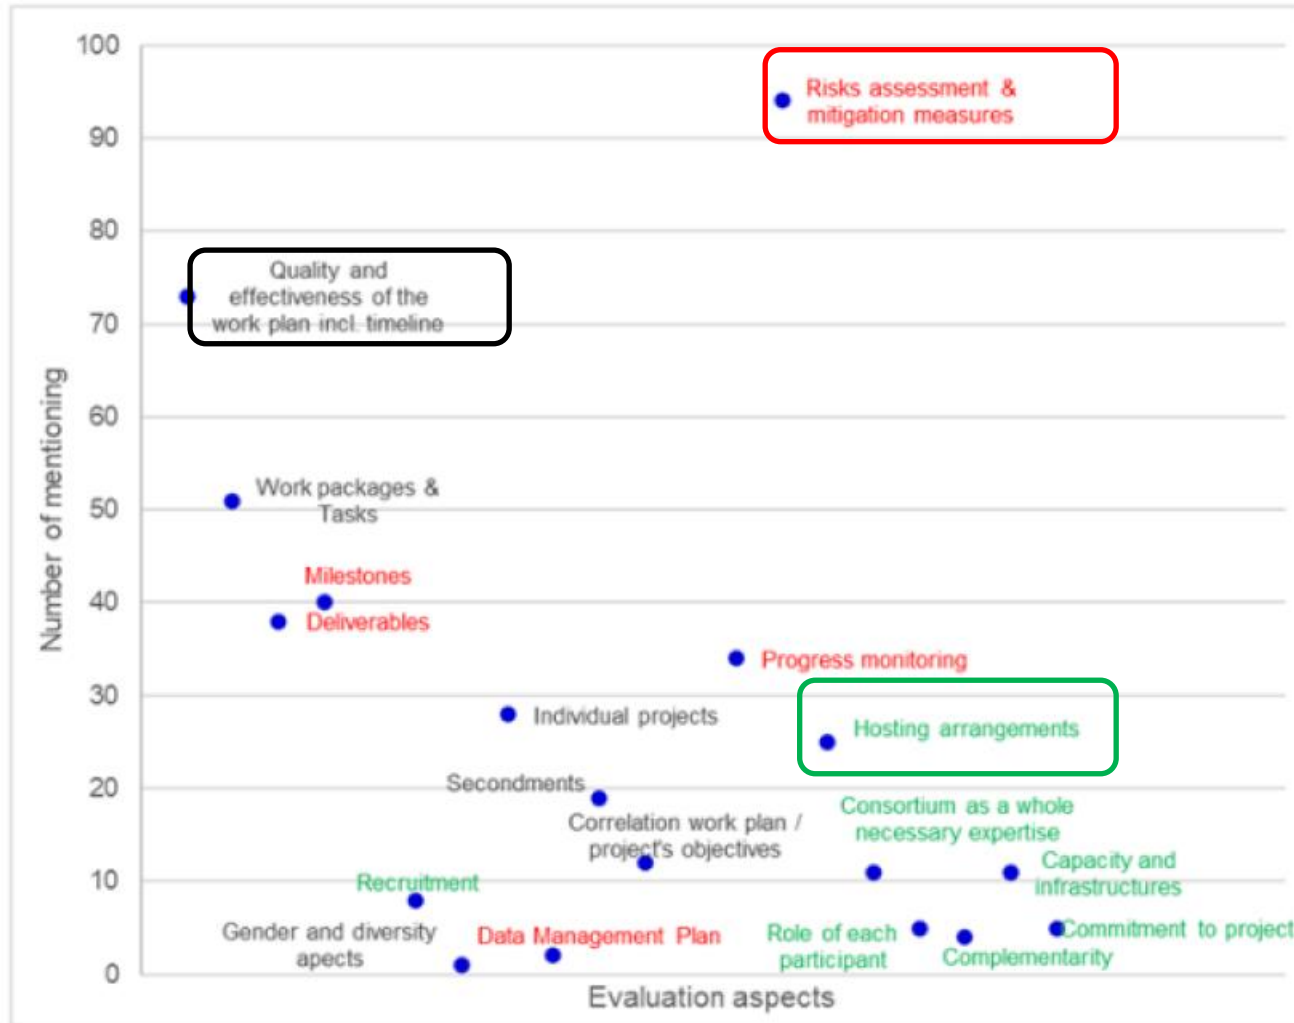 100
Risks assessment &
mitigation measures
90
80
Quality and
effectiveness of the
work plan incl. timeline
70
Number of mentioning
60
Work packages &
Tasks
50
Milestones
40
Deliverables
Progress monitoring
30
Individual projects
Hosting arrangements
Secondments
20
Consortium as a whole
necessary expertise
Correlation work plan /
project's objectives
Capacity and
infrastructures
10
Recruitment
Gender and diversity
apects
Data Management Plan
Role of each
participant
Commitment to project
Complementarity
0
Evaluation aspects